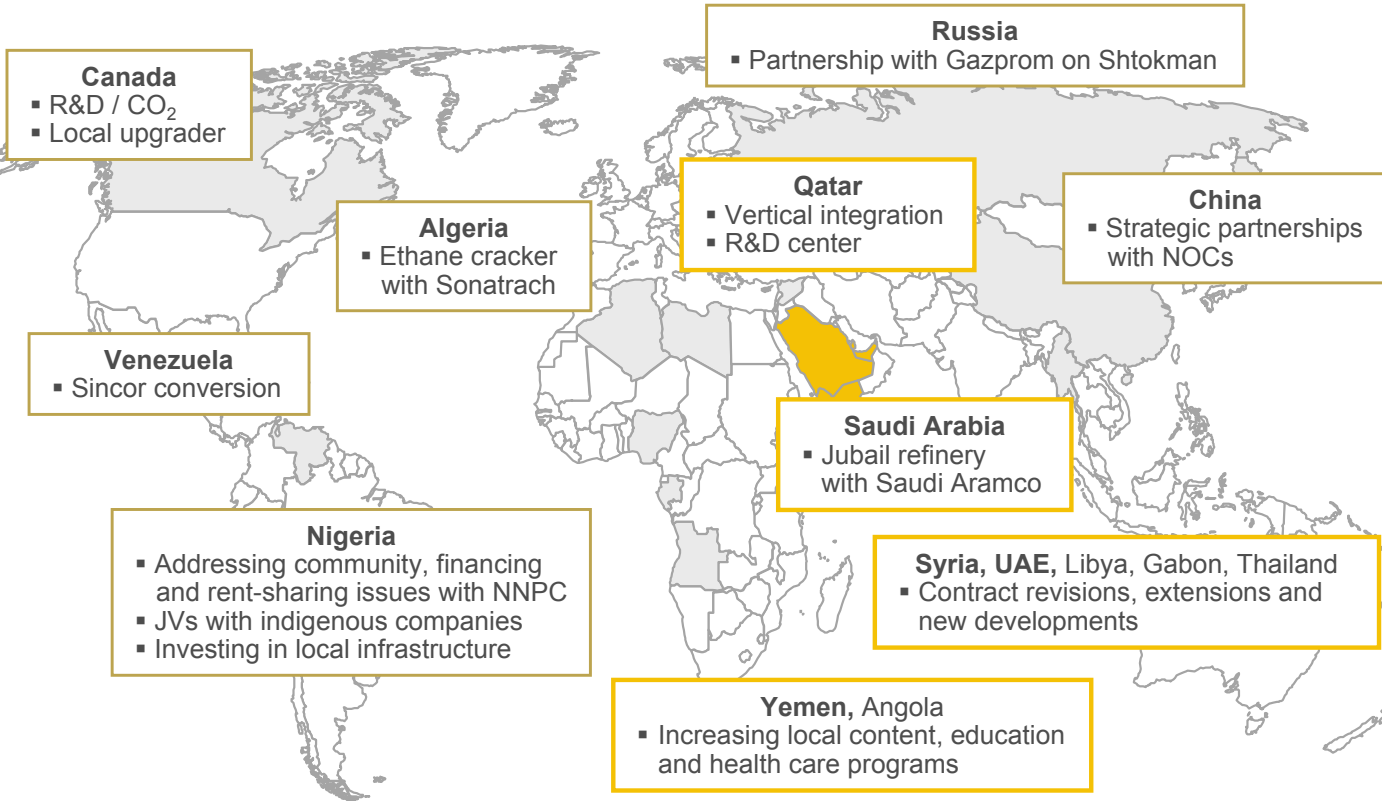 Russia
▪ Partnership with Gazprom on Shtokman
Canada
▪ R&D / CO₂
▪ Local upgrader
Qatar
▪ Vertical integration
▪ R&D center
China
▪ Strategic partnerships
with NOCs
Algeria
▪ Ethane cracker
with Sonatrach
Venezuela
▪ Sincor conversion
Saudi Arabia
▪ Jubail refinery
with Saudi Aramco
Nigeria
▪ Addressing community, financing
and rent-sharing issues with NNPC
▪ JVs with indigenous companies
▪ Investing in local infrastructure
Syria, UAE, Libya, Gabon, Thailand
▪ Contract revisions, extensions and
new developments
Yemen, Angola
▪ Increasing local content, education
and health care programs